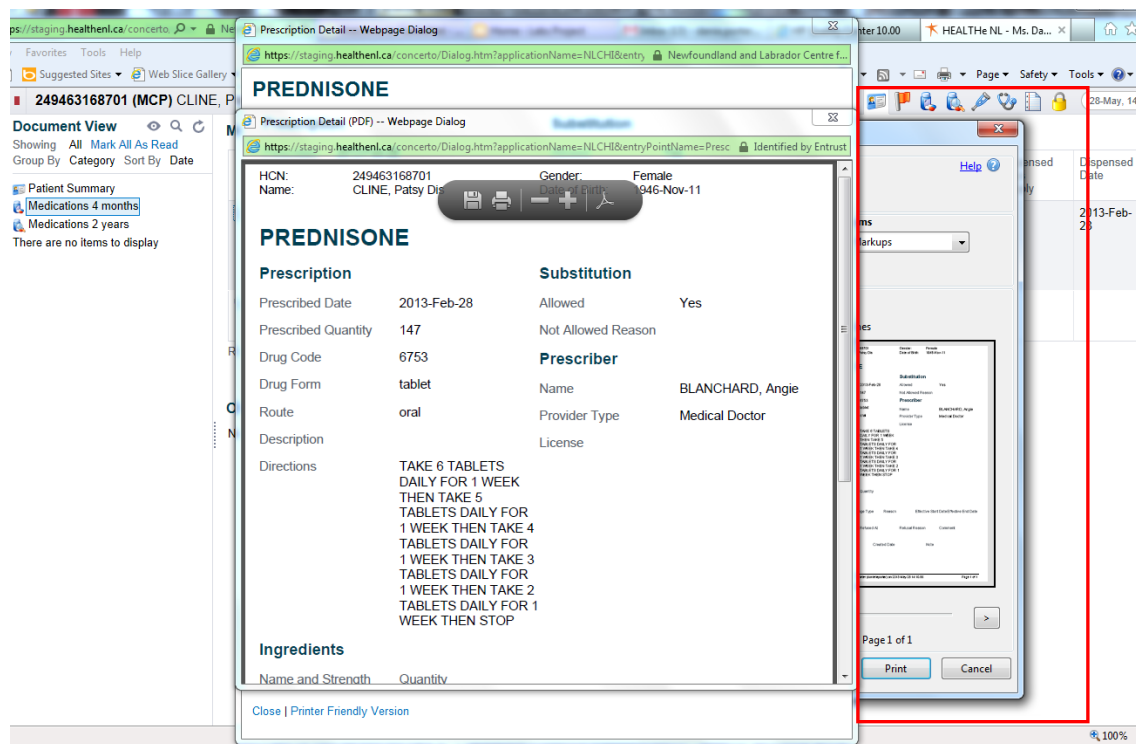 ps://staging.healthenl.ca/concerto.
Prescription Detail -- Webpage Dialog
nter 10.00
HEALTHe NL - Ms. Da...
Favorites Tools Help
https://staging.healthenl.ca/concerto/Dialog.htm?applicationName=NLCHI&entry
Newfoundland and Labrador Centre f...
Suggested Sites
Web Slice Gallery
Page
Safety
Tools
249463168701 (MCP) CLINE, P
PREDNISONE
28-May, 14
Document View
Showing All Mark All As Read
Group By Category Sort By Date
Patient Summary
Medications 4 months
Medications 2 years
There are no items to display
Prescription Detail (PDF) -- Webpage Dialog
https://staging.healthenl.ca/concerto/Dialog.htm?applicationName=NLCHI&entryPointName=Presc
Identified by Entrust
HCN: 249463168701 Gender: Female
Name: CLINE, Patsy Dis 1946-Nov-11
PREDNISONE
Prescription
Prescribed Date 2013-Feb-28
Prescribed Quantity 147
Drug Code 6753
Drug Form tablet
Route oral
Description
Directions TAKE 6 TABLETS
DAILY FOR 1 WEEK
THEN TAKE 5
TABLETS DAILY FOR
1 WEEK THEN TAKE 4
TABLETS DAILY FOR
1 WEEK THEN TAKE 3
TABLETS DAILY FOR
1 WEEK THEN TAKE 2
TABLETS DAILY FOR 1
WEEK THEN STOP
Substitution
Allowed Yes
Not Allowed Reason
Prescriber
Name BLANCHARD, Angie
Provider Type Medical Doctor
License
Ingredients
Name and Strength Quantity
Close | Printer Friendly Version
Help
ms
larkups
ensed
Dispensed
Date
2013-Feb-
28
Page 1 of 1
Print
Cancel
100%